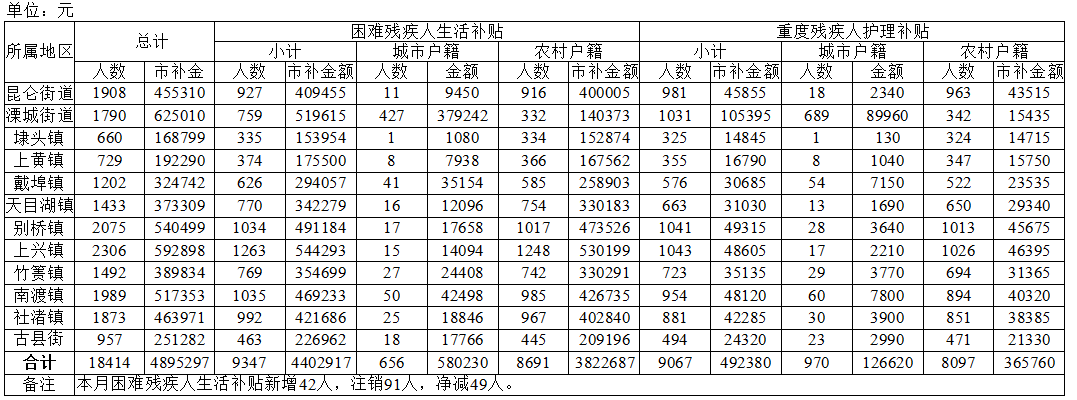 单位：元
所属地区 总计 困难残疾人生活补贴 重度残疾人护理补贴
小计 城市户籍 农村户籍 小计 城市户籍 农村户籍
人数 市补金 人数 市补金额 人数 金额 人数 市补金额 人数 市补金额 人数 金额 人数 市补金额
昆仑街道 1908 455310 927 409455 11 9450 916 400005 981 45855 18 2340 963 43515
溧城街道 1790 625010 759 519615 427 379242 332 140373 1031 105395 689 89960 342 15435
埭头镇 660 168799 335 153954 1 1080 334 152874 325 14845 1 130 324 14715
上黄镇 729 192290 374 175500 8 7938 366 167562 355 16790 8 1040 347 15750
戴埠镇 1202 324742 626 294057 41 35154 585 258903 576 30685 54 7150 522 23535
天目湖镇 1433 373309 770 342279 16 12096 754 330183 663 31030 13 1690 650 29340
别桥镇 2075 540499 1034 491184 17 17658 1017 473526 1041 49315 28 3640 1013 45675
上兴镇 2306 592898 1263 544293 15 14094 1248 530199 1043 48605 17 2210 1026 46395
竹箦镇 1492 389834 769 354699 27 24408 742 330291 723 35135 29 3770 694 31365
南渡镇 1989 517353 1035 469233 50 42498 985 426735 954 48120 60 7800 894 40320
社渚镇 1873 463971 992 421686 25 18846 967 402840 881 42285 30 3900 851 38385
古县街 957 251282 463 226962 18 17766 445 209196 494 24320 23 2990 471 21330
合计 18414 4895297 9347 4402917 656 580230 8691 3822687 9067 492380 970 126620 8097 365760
备注 本月困难残疾人生活补贴新增42人，注销91人，净减49人。